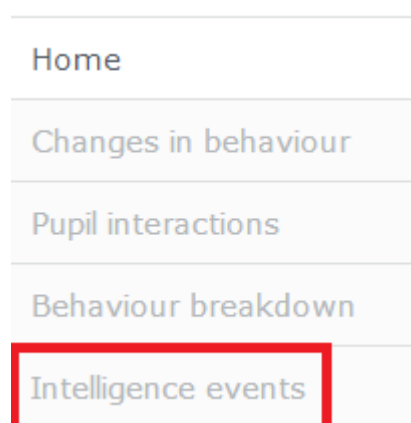 Home
Changes in behaviour
Pupil interactions
Behaviour breakdown
Intelligence events